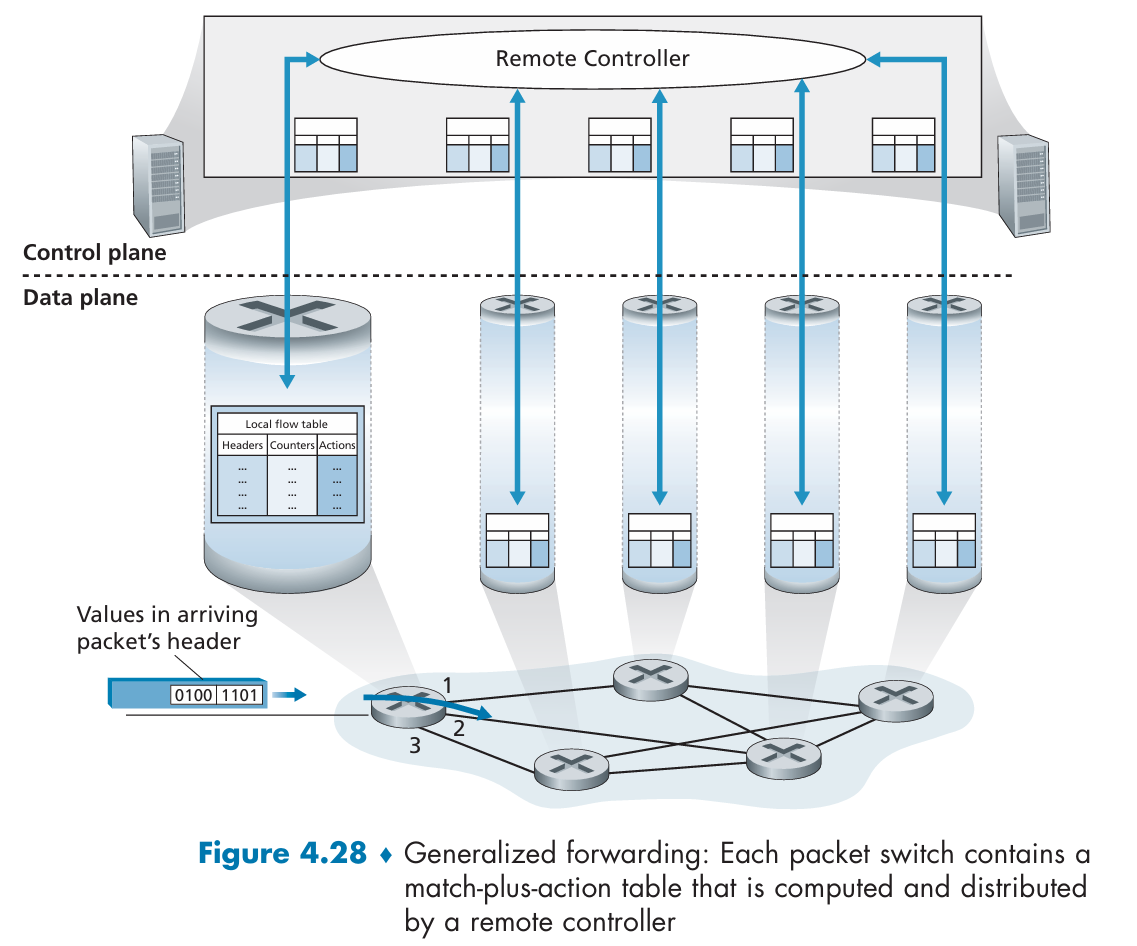 Remote Controller
Control plane
Data plane
Local flow table
Headers Counters Actions
... ... ...
... ... ...
... ... ...
... ... ...
Values in arriving
packet's header
0100 1101
1
2
3
Figure 4.28 ♦ Generalized forwarding: Each packet switch contains a
match-plus-action table that is computed and distributed
by a remote controller